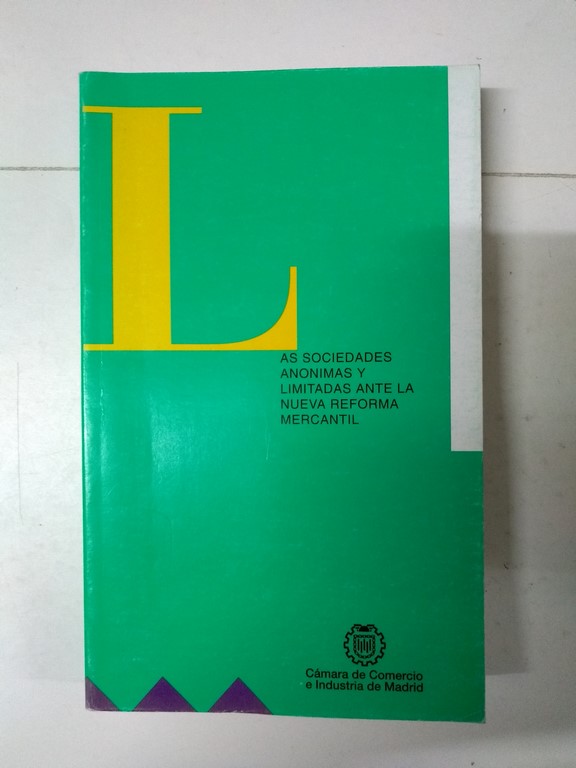 L
AS SOCIEDADES
ANONIMAS Y
LIMITADAS ANTE LA
NUEVA REFORMA
MERCANTIL
Cámara de Comercio
e Industria de Madrid